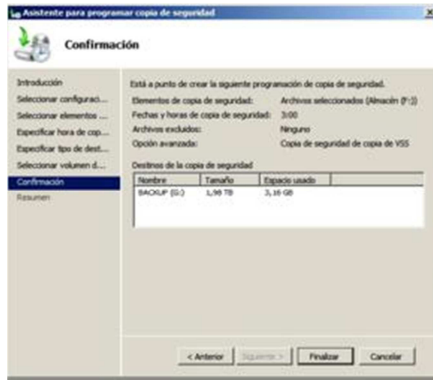 Asistente para programar copia de seguridad
Confirmación
Introducción
Seleccionar configuraci...
Seleccionar elementos ...
Especificar hora de cop...
Especificar tipo de dest...
Seleccionar volumen d...
Confirmación
Resumen
Está a punto de crear la siguiente programación de copia de seguridad.
Elementos de copia de seguridad: Archivos seleccionados (Almacén (F:))
Fechas y horas de copia de seguridad: 3:00
Archivos excluidos: Ninguno
Opción avanzada: Copia de seguridad de copia de VSS
Destinos de la copia de seguridad
Nombre Tamaño Espacio usado
BACKUP (G:) 1,98 TB 3,16 GB
< Anterior Siguiente > Finalizar Cancelar